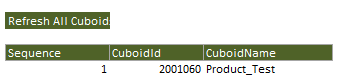 Refresh All Cuboid
Sequence CuboidId CuboidName
1 2001060 Product_Test